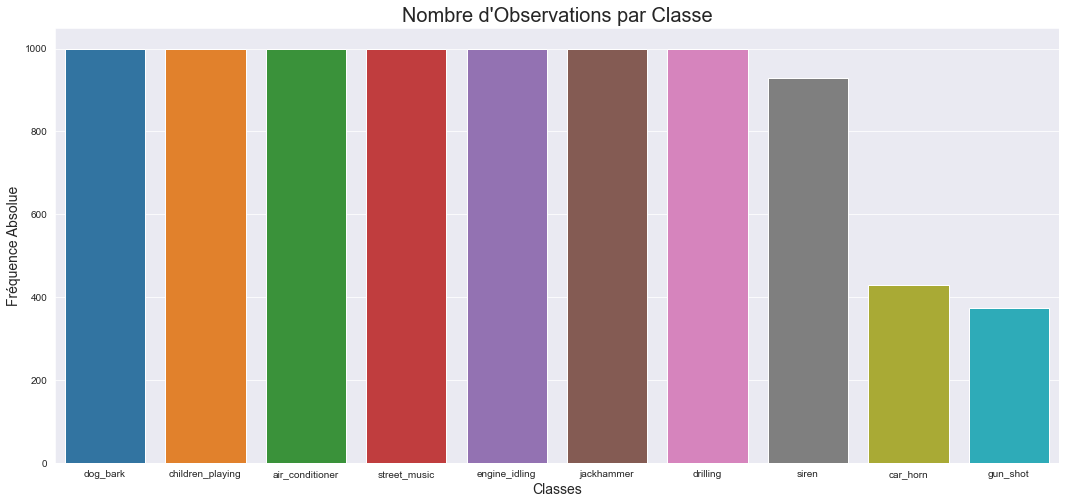 Nombre d'Observations par Classe
Fréquence Absolue
1000
800
600
400
200
0
dog_bark children_playing air_conditioner street_music engine_idling jackhammer drilling siren car_horn gun_shot
Classes